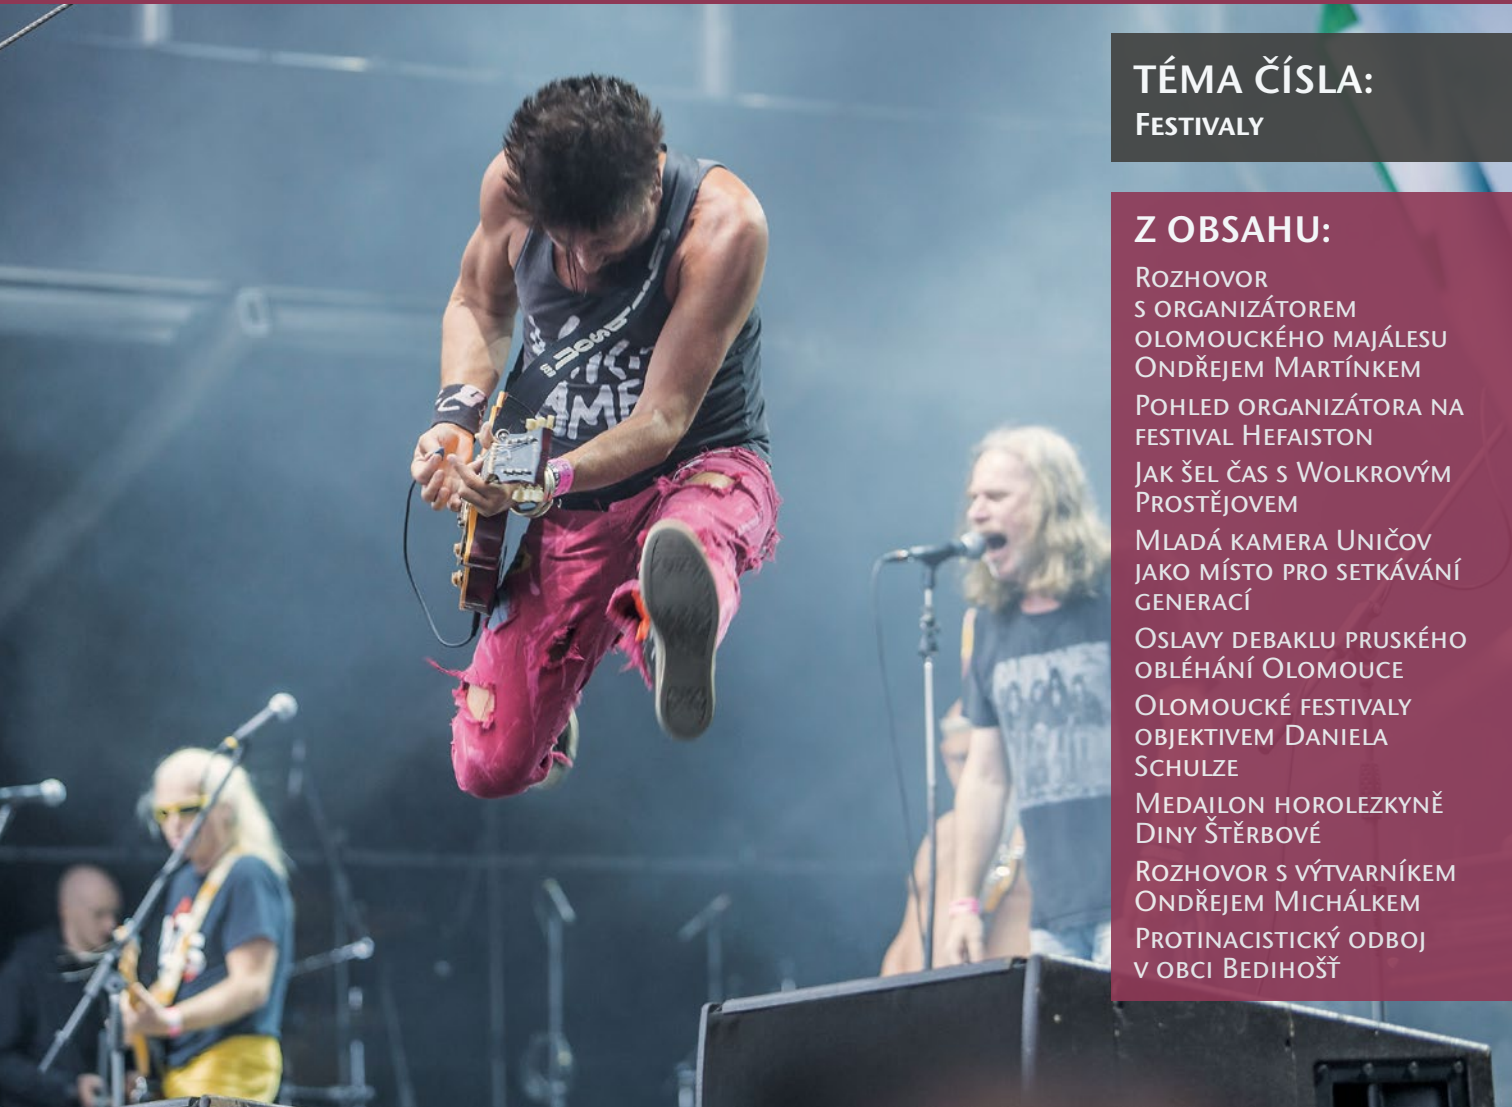 TÉMA ČÍSLA:
FESTIVALY
Z OBSAHU:
ROZHOVOR
S ORGANIZÁTOREM
OLOMOUCKÉHO MAJÁLESU
ONDŘEJEM MARTÍNKEM
POHLED ORGANIZÁTORA NA
FESTIVAL HEFAISTON
JAK ŠEL ČAS S WOLKROVÝM
PROSTĚJOVEM
MLADÁ KAMERA UNIČOV
JAKO MÍSTO PRO SETKÁVÁNÍ
GENERACÍ
OSLAVY DEBAKLU PRUSKÉHO
OBLÉHÁNÍ OLOMOUCE
OLOMOUCKÉ FESTIVALY
OBJEKTIVEM DANIELA
SCHULZE
MEDAILON HOROLEZKYNĚ
DINY ŠTĚRBOVÉ
ROZHOVOR S VÝTVARNÍKEM
ONDŘEJEM MICHÁLKEM
PROTINACISTICKÝ ODBOJ
V OBCI BEDIHOŠŤ